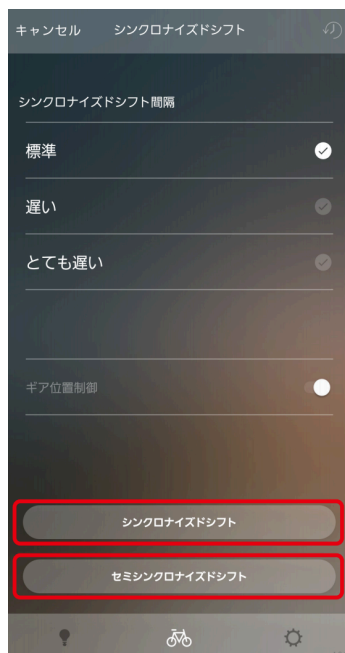 キャンセル シンクロナイズドシフト
シンクロナイズドシフト間隔
標準
遅い
とても遅い
ギア位置制御
シンクロナイズドシフト
セミシンクロナイズドシフト